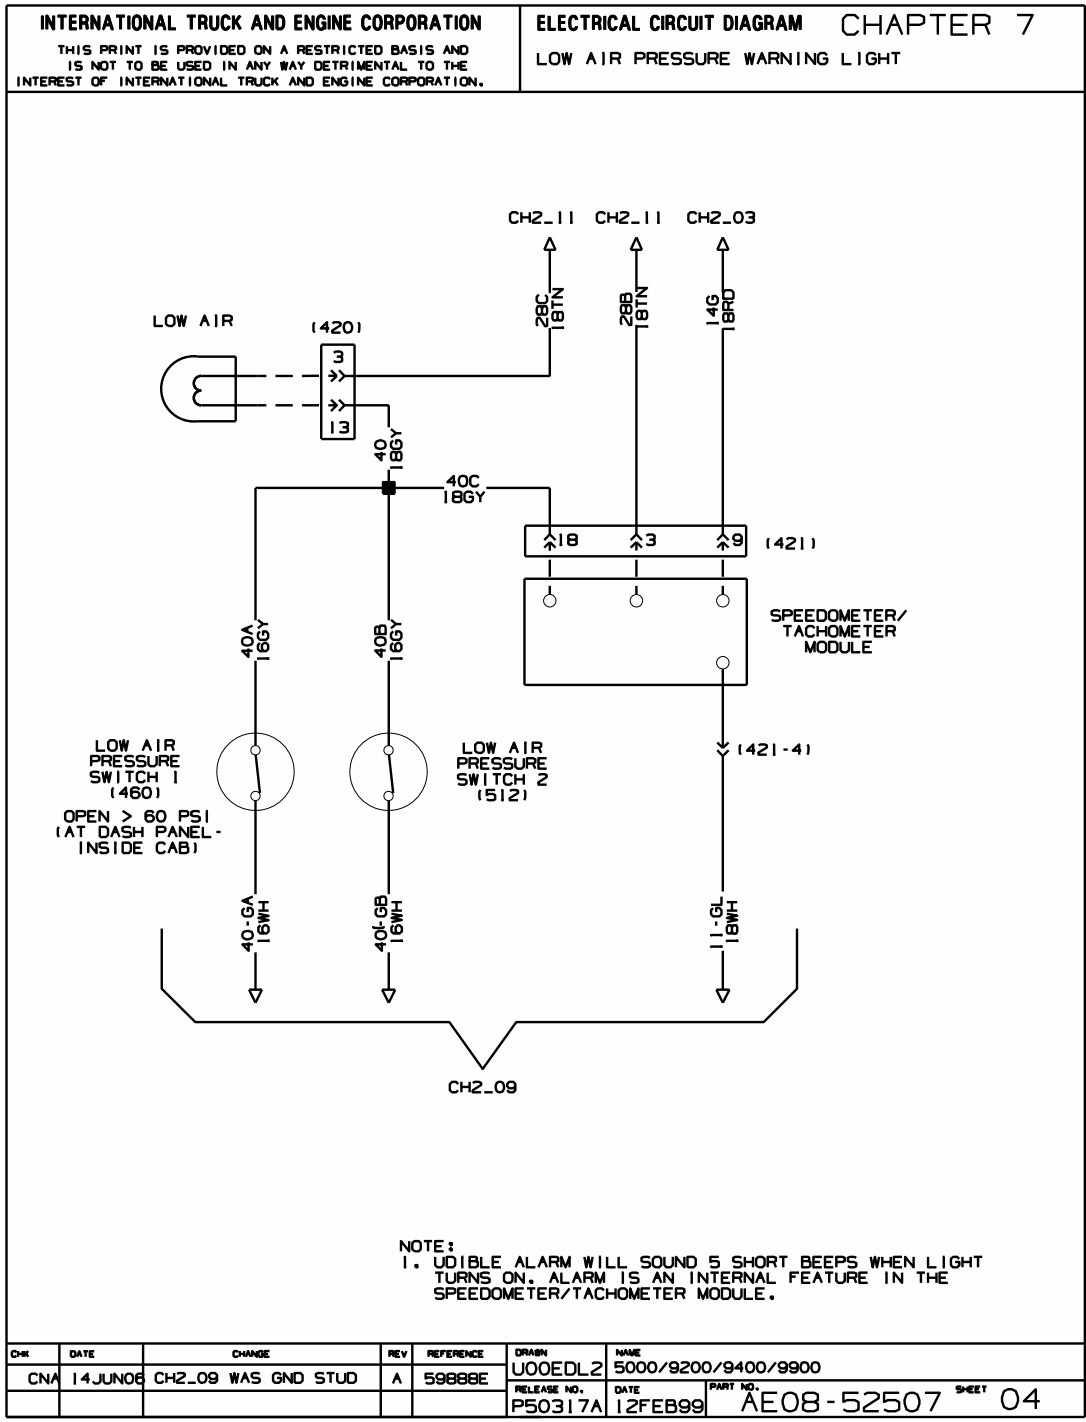 INTERNATIONAL TRUCK AND ENGINE CORPORATION
THIS PRINT IS PROVIDED ON A RESTRICTED BASIS AND
IS NOT TO BE USED IN ANY WAY DETRIMENTAL TO THE
INTEREST OF INTERNATIONAL TRUCK AND ENGINE CORPORATION.
ELECTRICAL CIRCUIT DIAGRAM CHAPTER 7
LOW AIR PRESSURE WARNING LIGHT
CH2_11 CH2_11 CH2_03
28C
18TN
28B
18TN
14G
18RD
LOW AIR
(420)
3
13
40
18GY
40C
18GY
18 3 9 (421)
SPEEDOMETER/
TACHOMETER
MODULE
40A
16GY
40B
16GY
LOW AIR
PRESSURE
SWITCH 1
(460)
OPEN > 60 PSI
(AT DASH PANEL-
INSIDE CAB)
LOW AIR
PRESSURE
SWITCH 2
(512)
(421-4)
40-GA
16WH
40-GB
16WH
11-GL
18WH
CH2_09
NOTE:
1. UDIBLE ALARM WILL SOUND 5 SHORT BEEPS WHEN LIGHT
TURNS ON. ALARM IS AN INTERNAL FEATURE IN THE
SPEEDOMETER/TACHOMETER MODULE.
CHK DATE CHANGE REV REFERENCE
CNA 14JUN06 CH2_09 WAS GND STUD A 59888E
DRAWN
U00EDL2
NAME
5000/9200/9400/9900
RELEASE NO.
P50317A
DATE
12FEB99
PART NO.
AE08-52507
SHEET
04